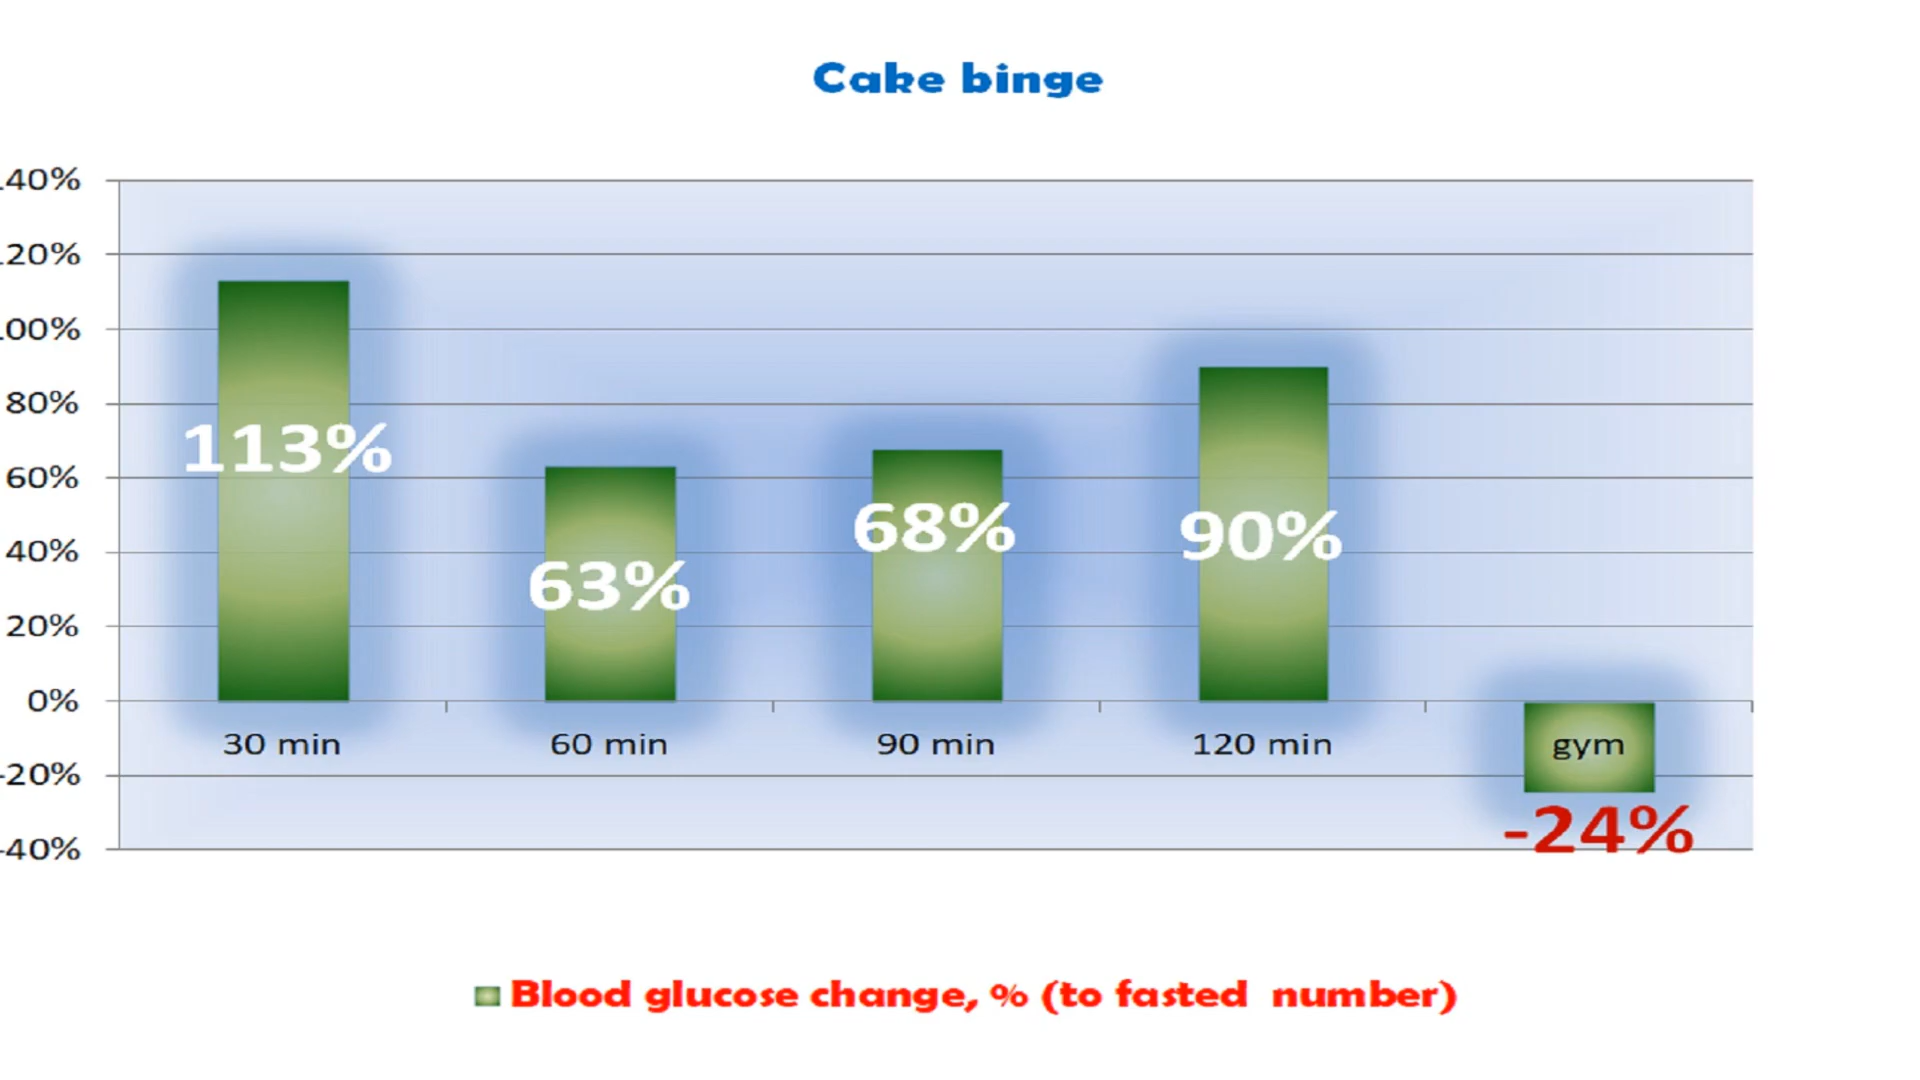 Cake binge
40%
20%
00%
80%
60%
40%
20%
0%
-20%
-40%
113%
63%
68%
90%
-24%
30 min
60 min
90 min
120 min
gym
Blood glucose change, % (to fasted number)